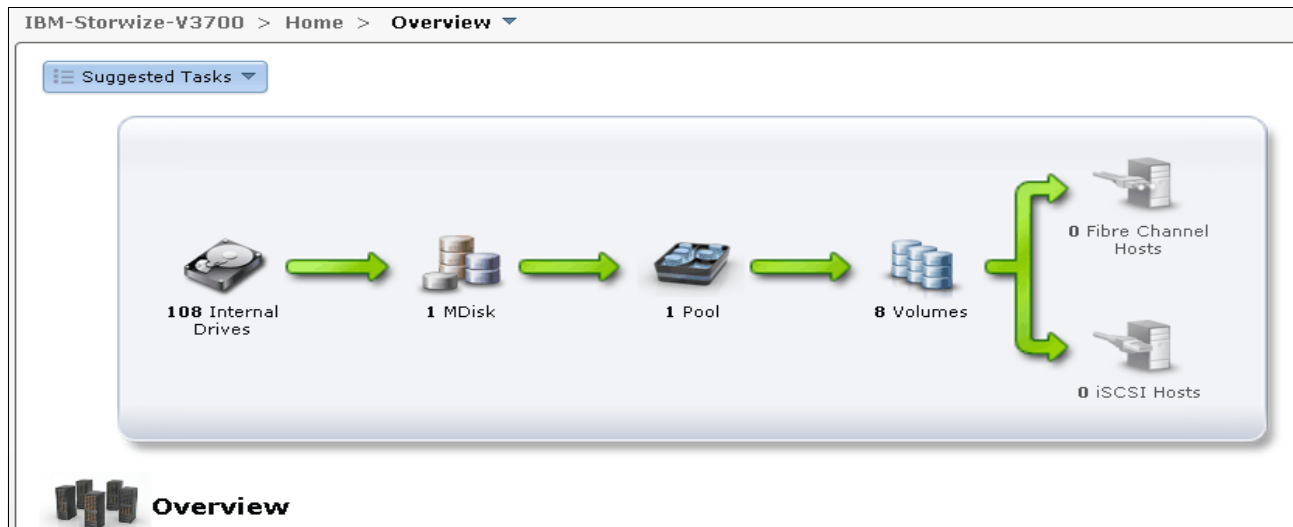 IBM-Storwize-V3700 > Home > Overview
Suggested Tasks
108 Internal
Drives
1 MDisk
1 Pool
8 Volumes
0 Fibre Channel
Hosts
0 iSCSI Hosts
Overview